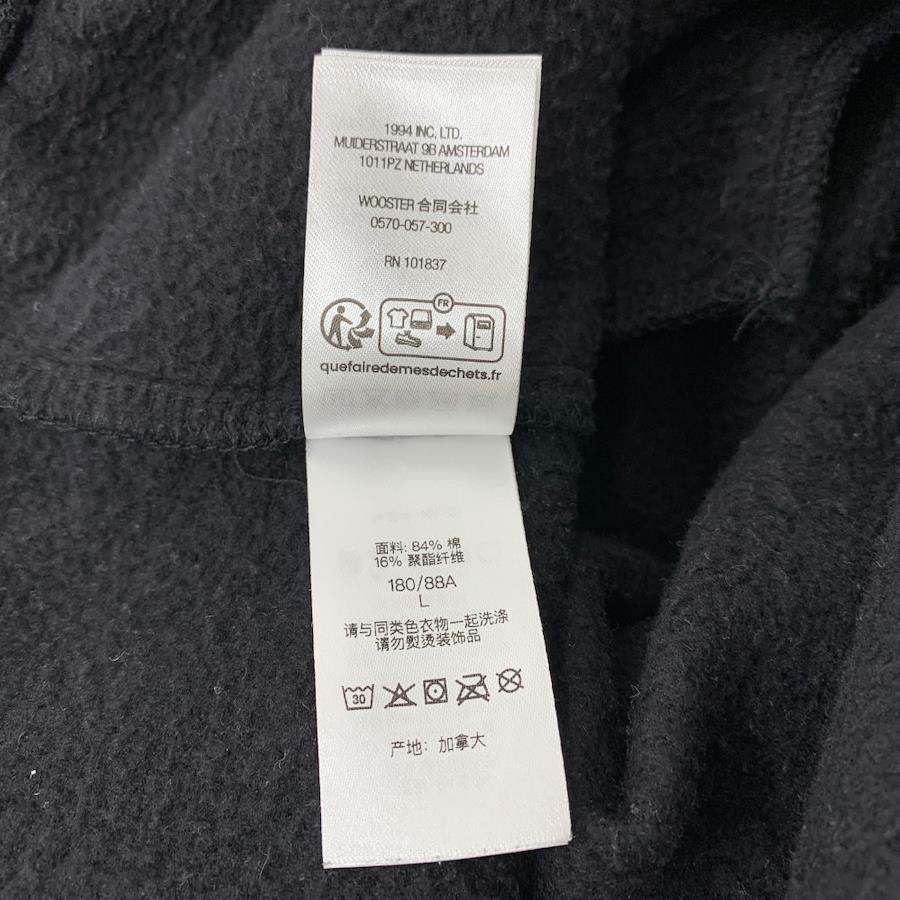 1994 INC. LTD.
MUIDERSTRAAT 9B AMSTERDAM
1011PZ NETHERLANDS
WOOSTER 合同会社
0570-057-300
RN 101837
FR
quefairedemesdechets.fr
面料: 84% 棉
16% 聚酯纤维
180/88A
L
请与同类色衣物一起洗涤
请勿熨烫装饰品
30
产地: 加拿大